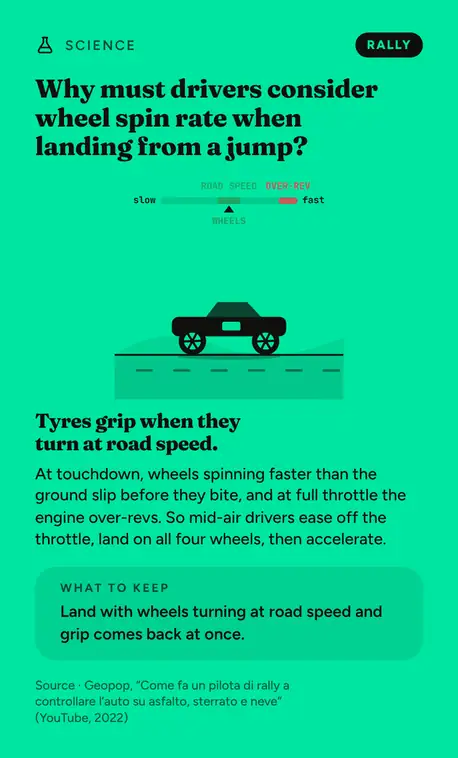 SCIENCE
RALLY
Why must drivers consider
wheel spin rate when
landing from a jump?
ROAD SPEED OVER-REV
slow fast
WHEELS
Tyres grip when they
turn at road speed.
At touchdown, wheels spinning faster than the
ground slip before they bite, and at full throttle the
engine over-revs. So mid-air drivers ease off the
throttle, land on all four wheels, then accelerate.
WHAT TO KEEP
Land with wheels turning at road speed and
grip comes back at once.
Source · Geopop, “Come fa un pilota di rally a
controllare l’auto su asfalto, sterrato e neve”
(YouTube, 2022)